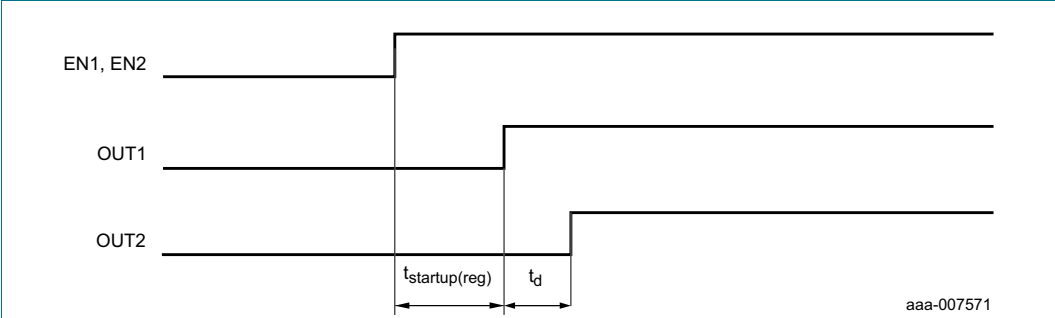 EN1, EN2
OUT1
OUT2
tstartup(reg)
td
aaa-007571